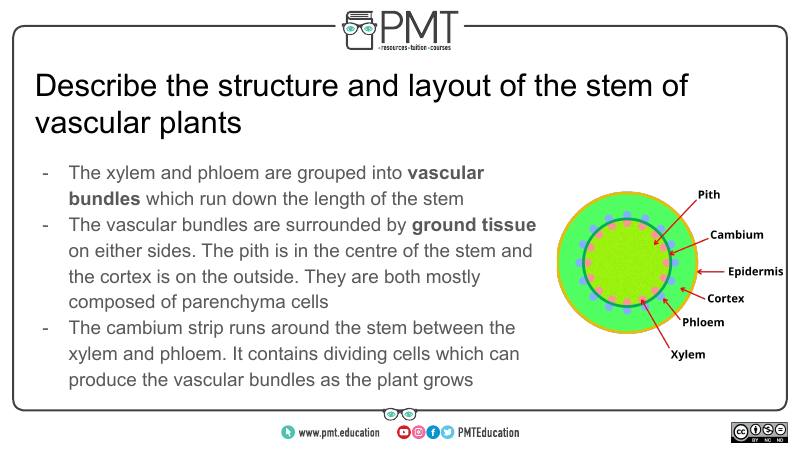 PMT
resources • tuition • courses
Describe the structure and layout of the stem of
vascular plants
- The xylem and phloem are grouped into vascular
bundles which run down the length of the stem
- The vascular bundles are surrounded by ground tissue
on either sides. The pith is in the centre of the stem and
the cortex is on the outside. They are both mostly
composed of parenchyma cells
- The cambium strip runs around the stem between the
xylem and phloem. It contains dividing cells which can
produce the vascular bundles as the plant grows
Pith
Cambium
Epidermis
Cortex
Phloem
Xylem
www.pmt.education
PMTEducation
CC
BY NC ND